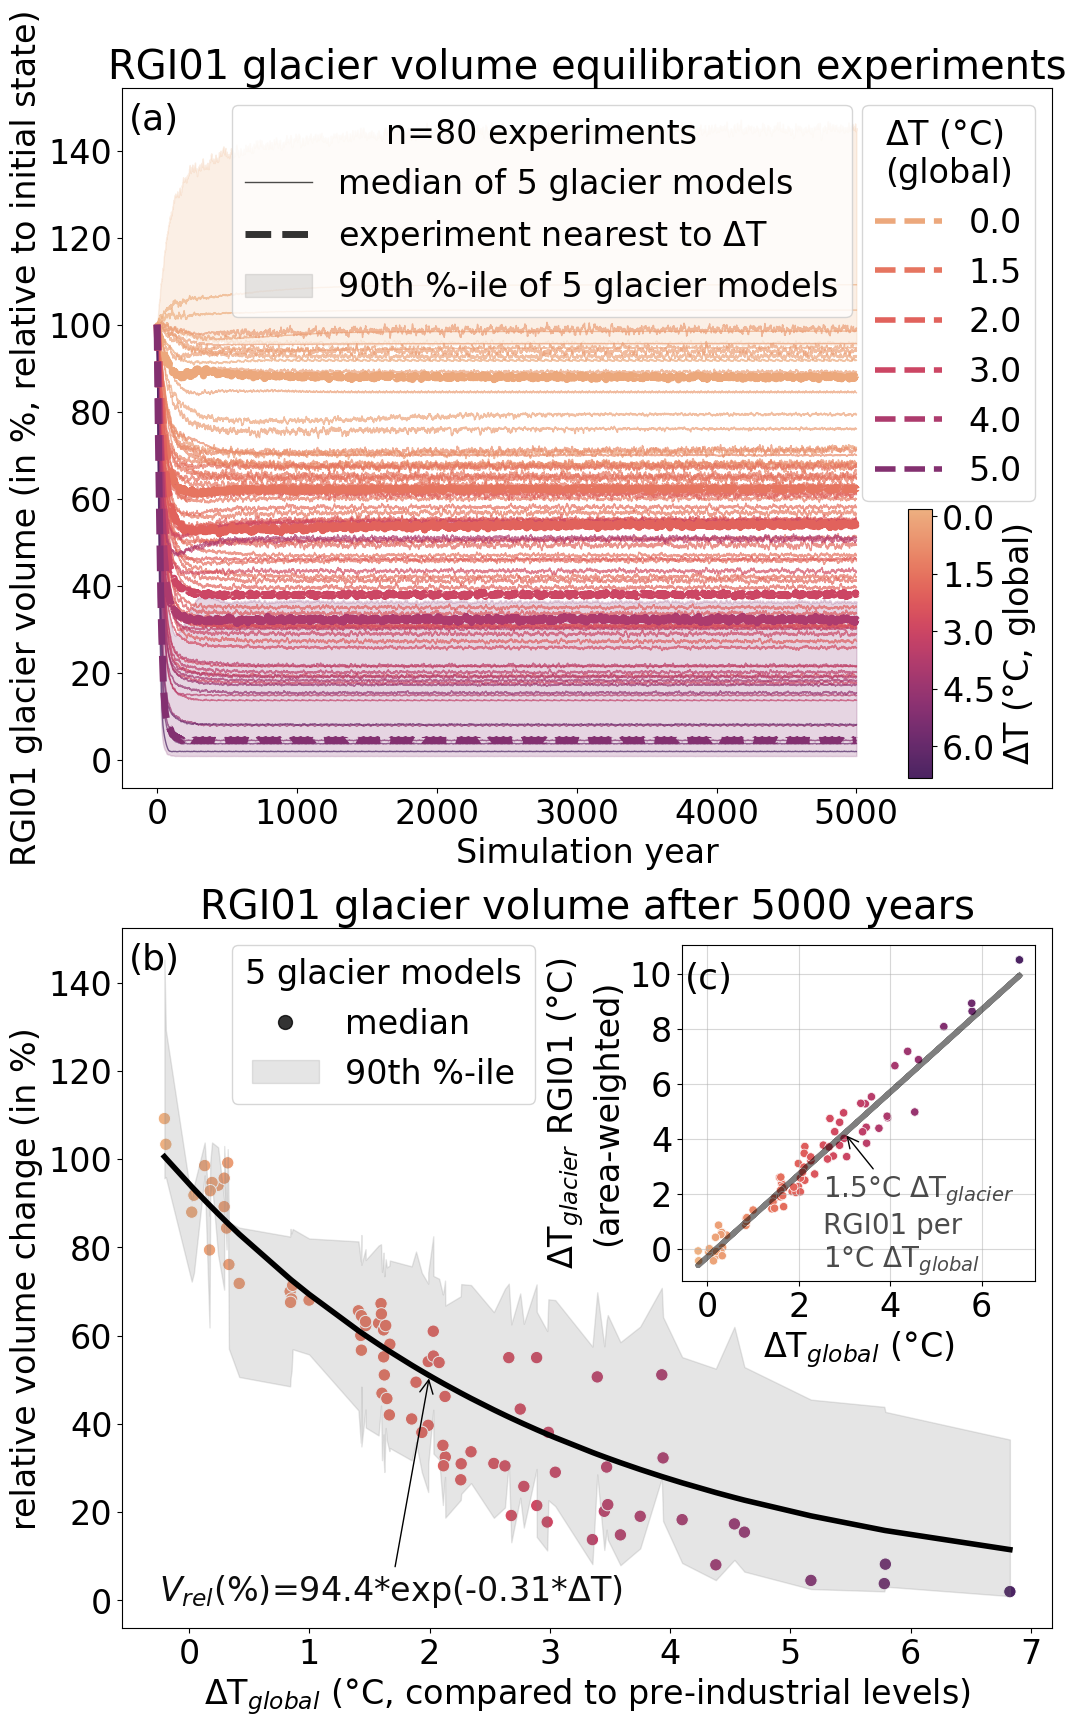 RGI01 glacier volume equilibration experiments
(a)
RGI01 glacier volume (in %, relative to initial state)
140
120
100
80
60
40
20
0
n=80 experiments
median of 5 glacier models
experiment nearest to ΔT
90th %-ile of 5 glacier models
ΔT (°C)
(global)
0.0
1.5
2.0
3.0
4.0
5.0
0.0
1.5
3.0
4.5
6.0
ΔT (°C, global)
0 1000 2000 3000 4000 5000
Simulation year
RGI01 glacier volume after 5000 years
(b)
relative volume change (in %)
140
120
100
80
60
40
20
0
5 glacier models
median
90th %-ile
V_rel(%)=94.4*exp(-0.31*ΔT)
0 1 2 3 4 5 6 7
ΔT_global (°C, compared to pre-industrial levels)
(c)
ΔT_glacier RGI01 (°C)
(area-weighted)
10
8
6
4
2
0
1.5°C ΔT_glacier
RGI01 per
1°C ΔT_global
0 2 4 6
ΔT_global (°C)